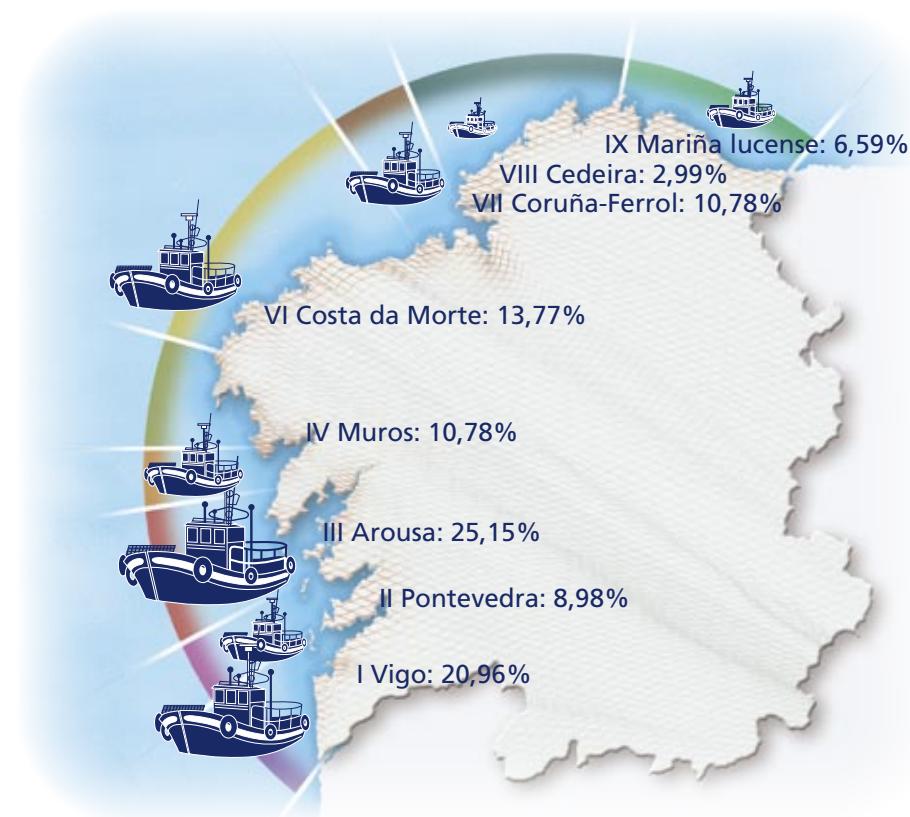 IX Mariña lucense: 6,59%
VIII Cedeira: 2,99%
VII Coruña-Ferrol: 10,78%
VI Costa da Morte: 13,77%
IV Muros: 10,78%
III Arousa: 25,15%
II Pontevedra: 8,98%
I Vigo: 20,96%